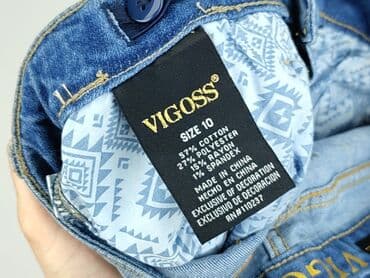 VIGOSS®
SIZE 10
57% COTTON
27% POLYESTER
15% RAYON
1% SPANDEX
MADE IN CHINA
HECHO EN CHINA
EXCLUSIVE OF DECORATION
EXCLUSIVO DE DECORACION
RN#110237